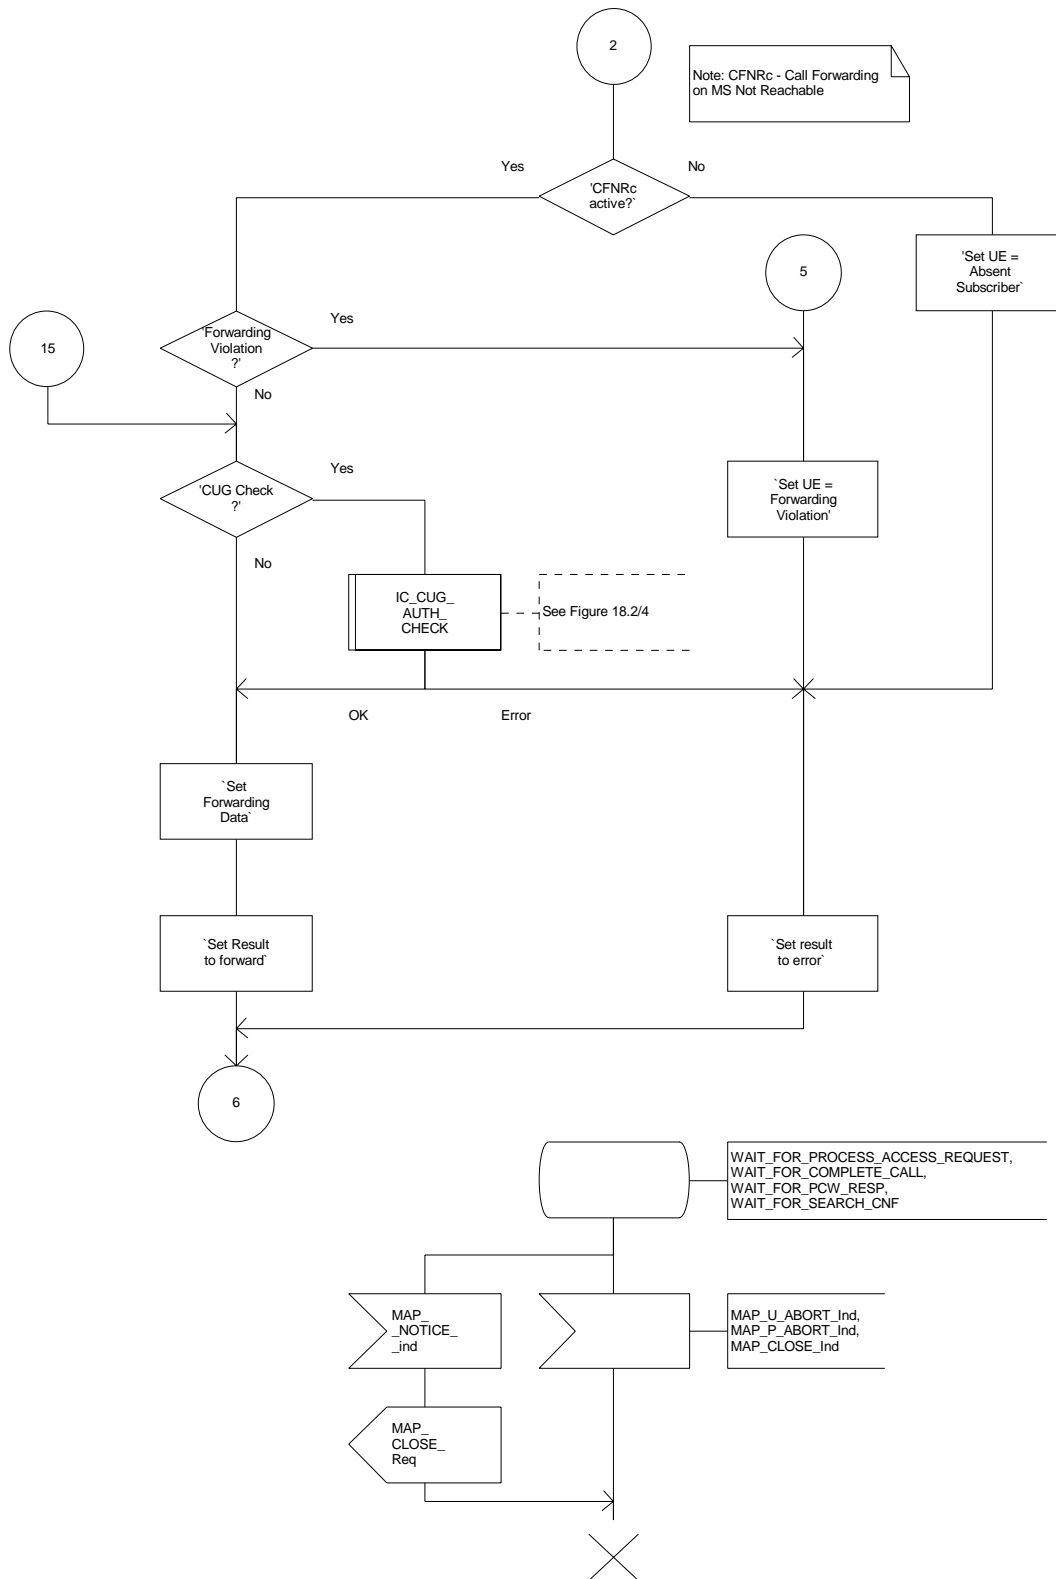 2
Note: CFNRc - Call Forwarding
on MS Not Reachable
Yes
No
'CFNRc
active?`
5
'Set UE =
Absent
Subscriber`
15
'Forwarding
Violation
?'
Yes
No
'CUG Check
?'
Yes
`Set UE =
Forwarding
Violation'
No
IC_CUG_
AUTH_
CHECK
See Figure 18.2/4
OK
Error
`Set
Forwarding
Data`
`Set Result
to forward`
`Set result
to error`
6
WAIT_FOR_PROCESS_ACCESS_REQUEST,
WAIT_FOR_COMPLETE_CALL,
WAIT_FOR_PCW_RESP,
WAIT_FOR_SEARCH_CNF
MAP_
_NOTICE_
_ind
MAP_U_ABORT_Ind,
MAP_P_ABORT_Ind,
MAP_CLOSE_Ind
MAP_
CLOSE_
Req